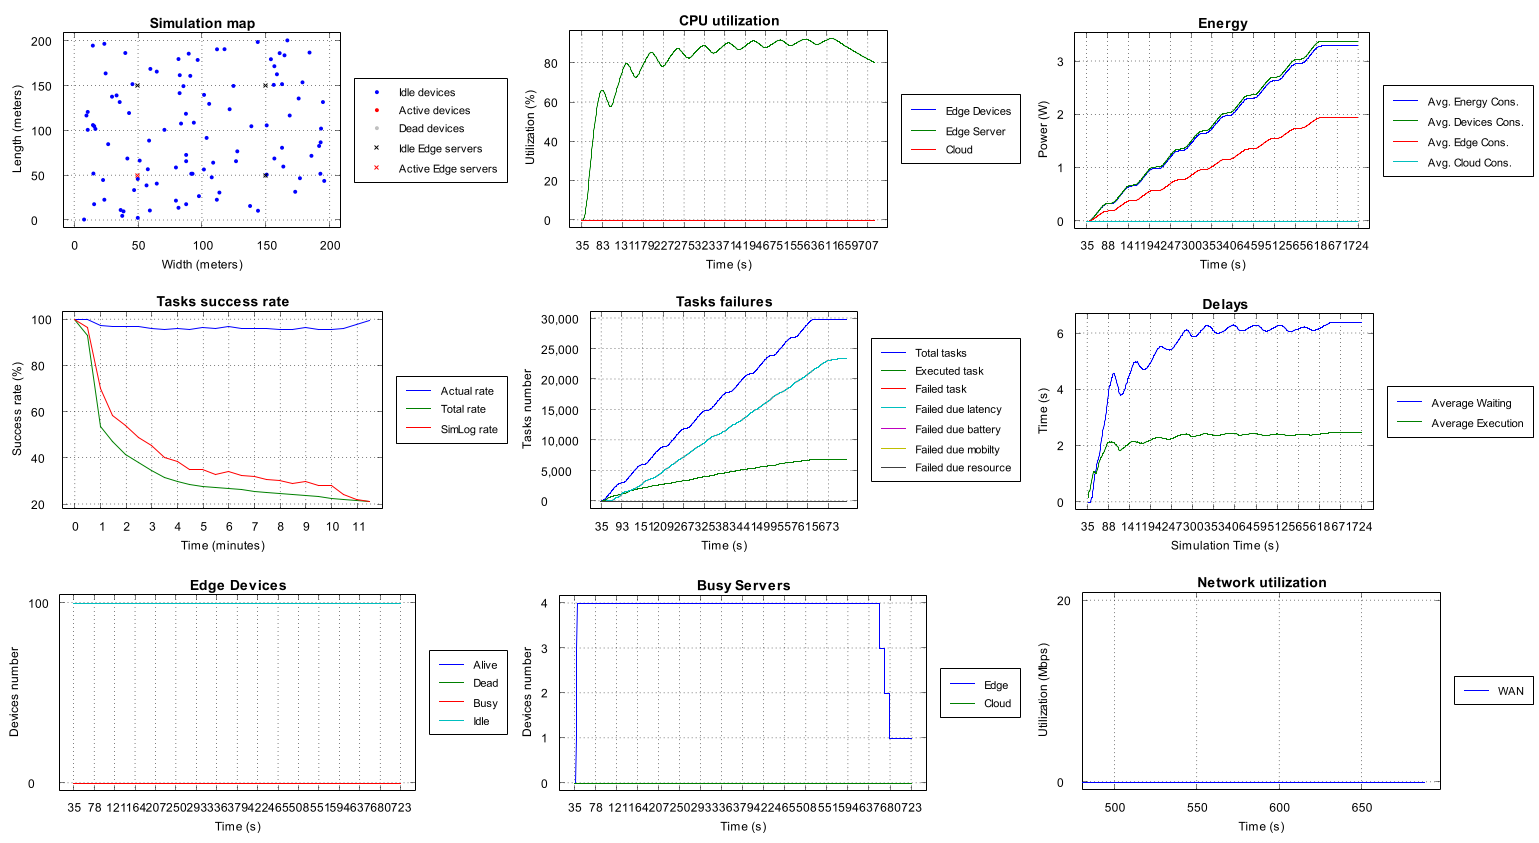 Simulation map
200
150
100
50
0
0 50 100 150 200
Length (meters)
Width (meters)
Idle devices
Active devices
Dead devices
Idle Edge servers
Active Edge servers
CPU utilization
80
60
40
20
0
Utilization (%)
Time (s)
Edge Devices
Edge Server
Cloud
Energy
3
2
1
0
Power (W)
Time (s)
Avg. Energy Cons.
Avg. Devices Cons.
Avg. Edge Cons.
Avg. Cloud Cons.
Tasks success rate
100
80
60
40
20
0 1 2 3 4 5 6 7 8 9 10 11
Success rate (%)
Time (minutes)
Actual rate
Total rate
SimLog rate
Tasks failures
30,000
25,000
20,000
15,000
10,000
5,000
0
Tasks number
Time (s)
Total tasks
Executed task
Failed task
Failed due latency
Failed due battery
Failed due mobilty
Failed due resource
Delays
6
4
2
0
Time (s)
Simulation Time (s)
Average Waiting
Average Execution
Edge Devices
100
0
Devices number
Time (s)
Alive
Dead
Busy
Idle
Busy Servers
4
3
2
1
0
Devices number
Time (s)
Edge
Cloud
Network utilization
20
0
500 550 600 650
Utilization (Mbps)
Time (s)
WAN